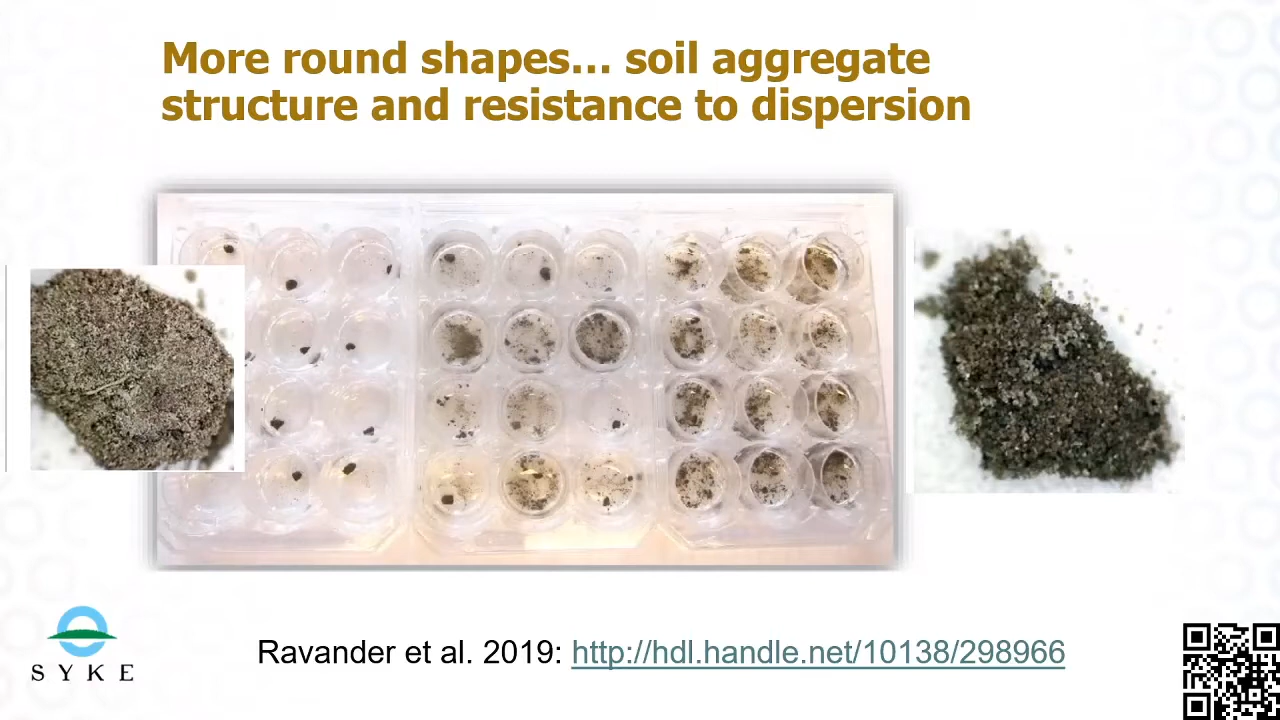 More round shapes... soil aggregate
structure and resistance to dispersion
SYKE
Ravander et al. 2019: http://hdl.handle.net/10138/298966